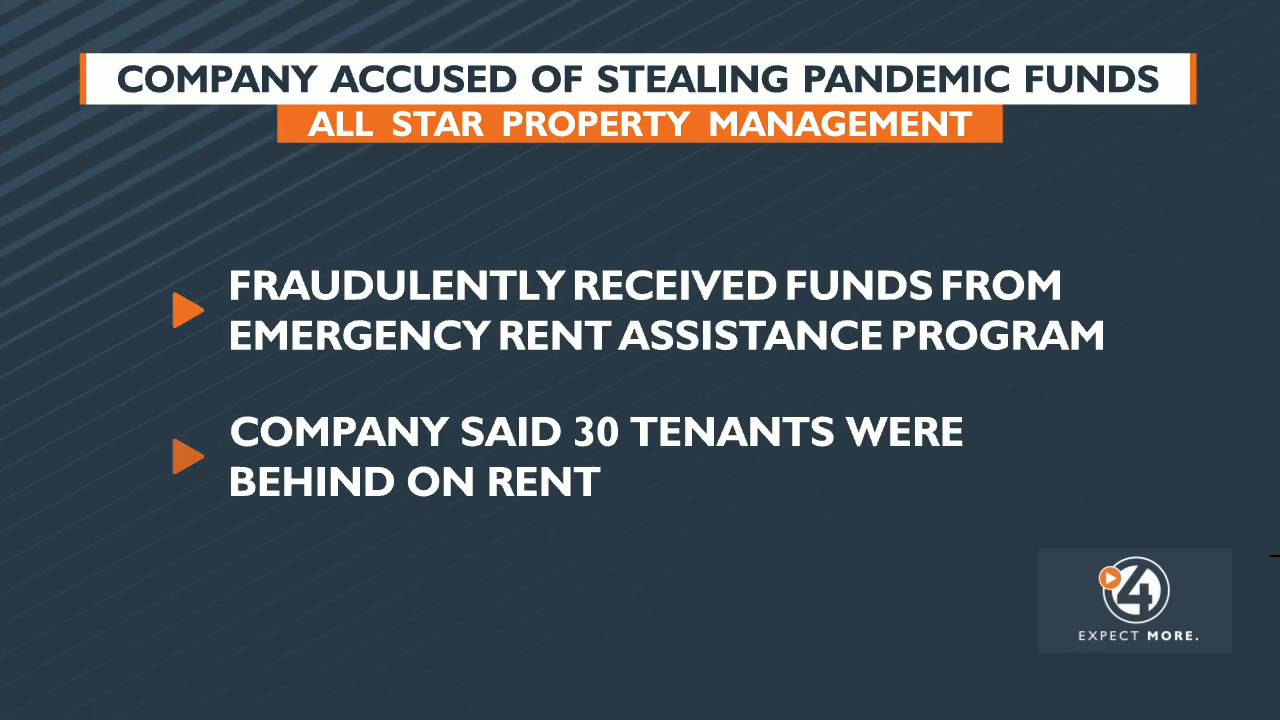 COMPANY ACCUSED OF STEALING PANDEMIC FUNDS
ALL STAR PROPERTY MANAGEMENT
FRAUDULENTLY RECEIVED FUNDS FROM
EMERGENCY RENT ASSISTANCE PROGRAM
COMPANY SAID 30 TENANTS WERE
BEHIND ON RENT
4
EXPECT MORE.